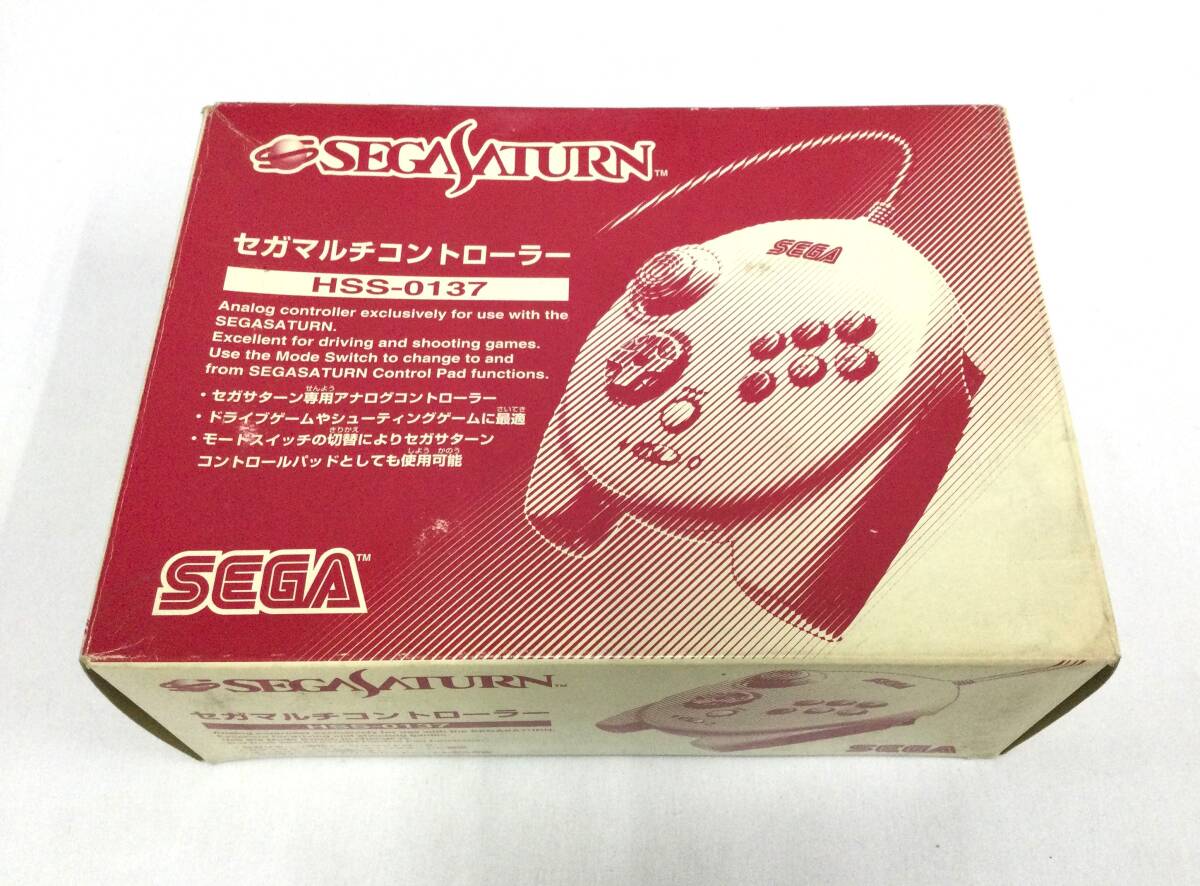 SEGASATURN™
セガマルチコントローラー
HSS-0137
Analog controller exclusively for use with the
SEGASATURN.
Excellent for driving and shooting games.
Use the Mode Switch to change to and
from SEGASATURN Control Pad functions.
・セガサターン専用アナログコントローラー
・ドライブゲームやシューティングゲームに最適
・モードスイッチの切替によりセガサターン
コントロールパッドとしても使用可能
SEGA™
SEGA
SEGASATURN™
セガマルチコントローラー
HSS-0137
SEGA
SEGA